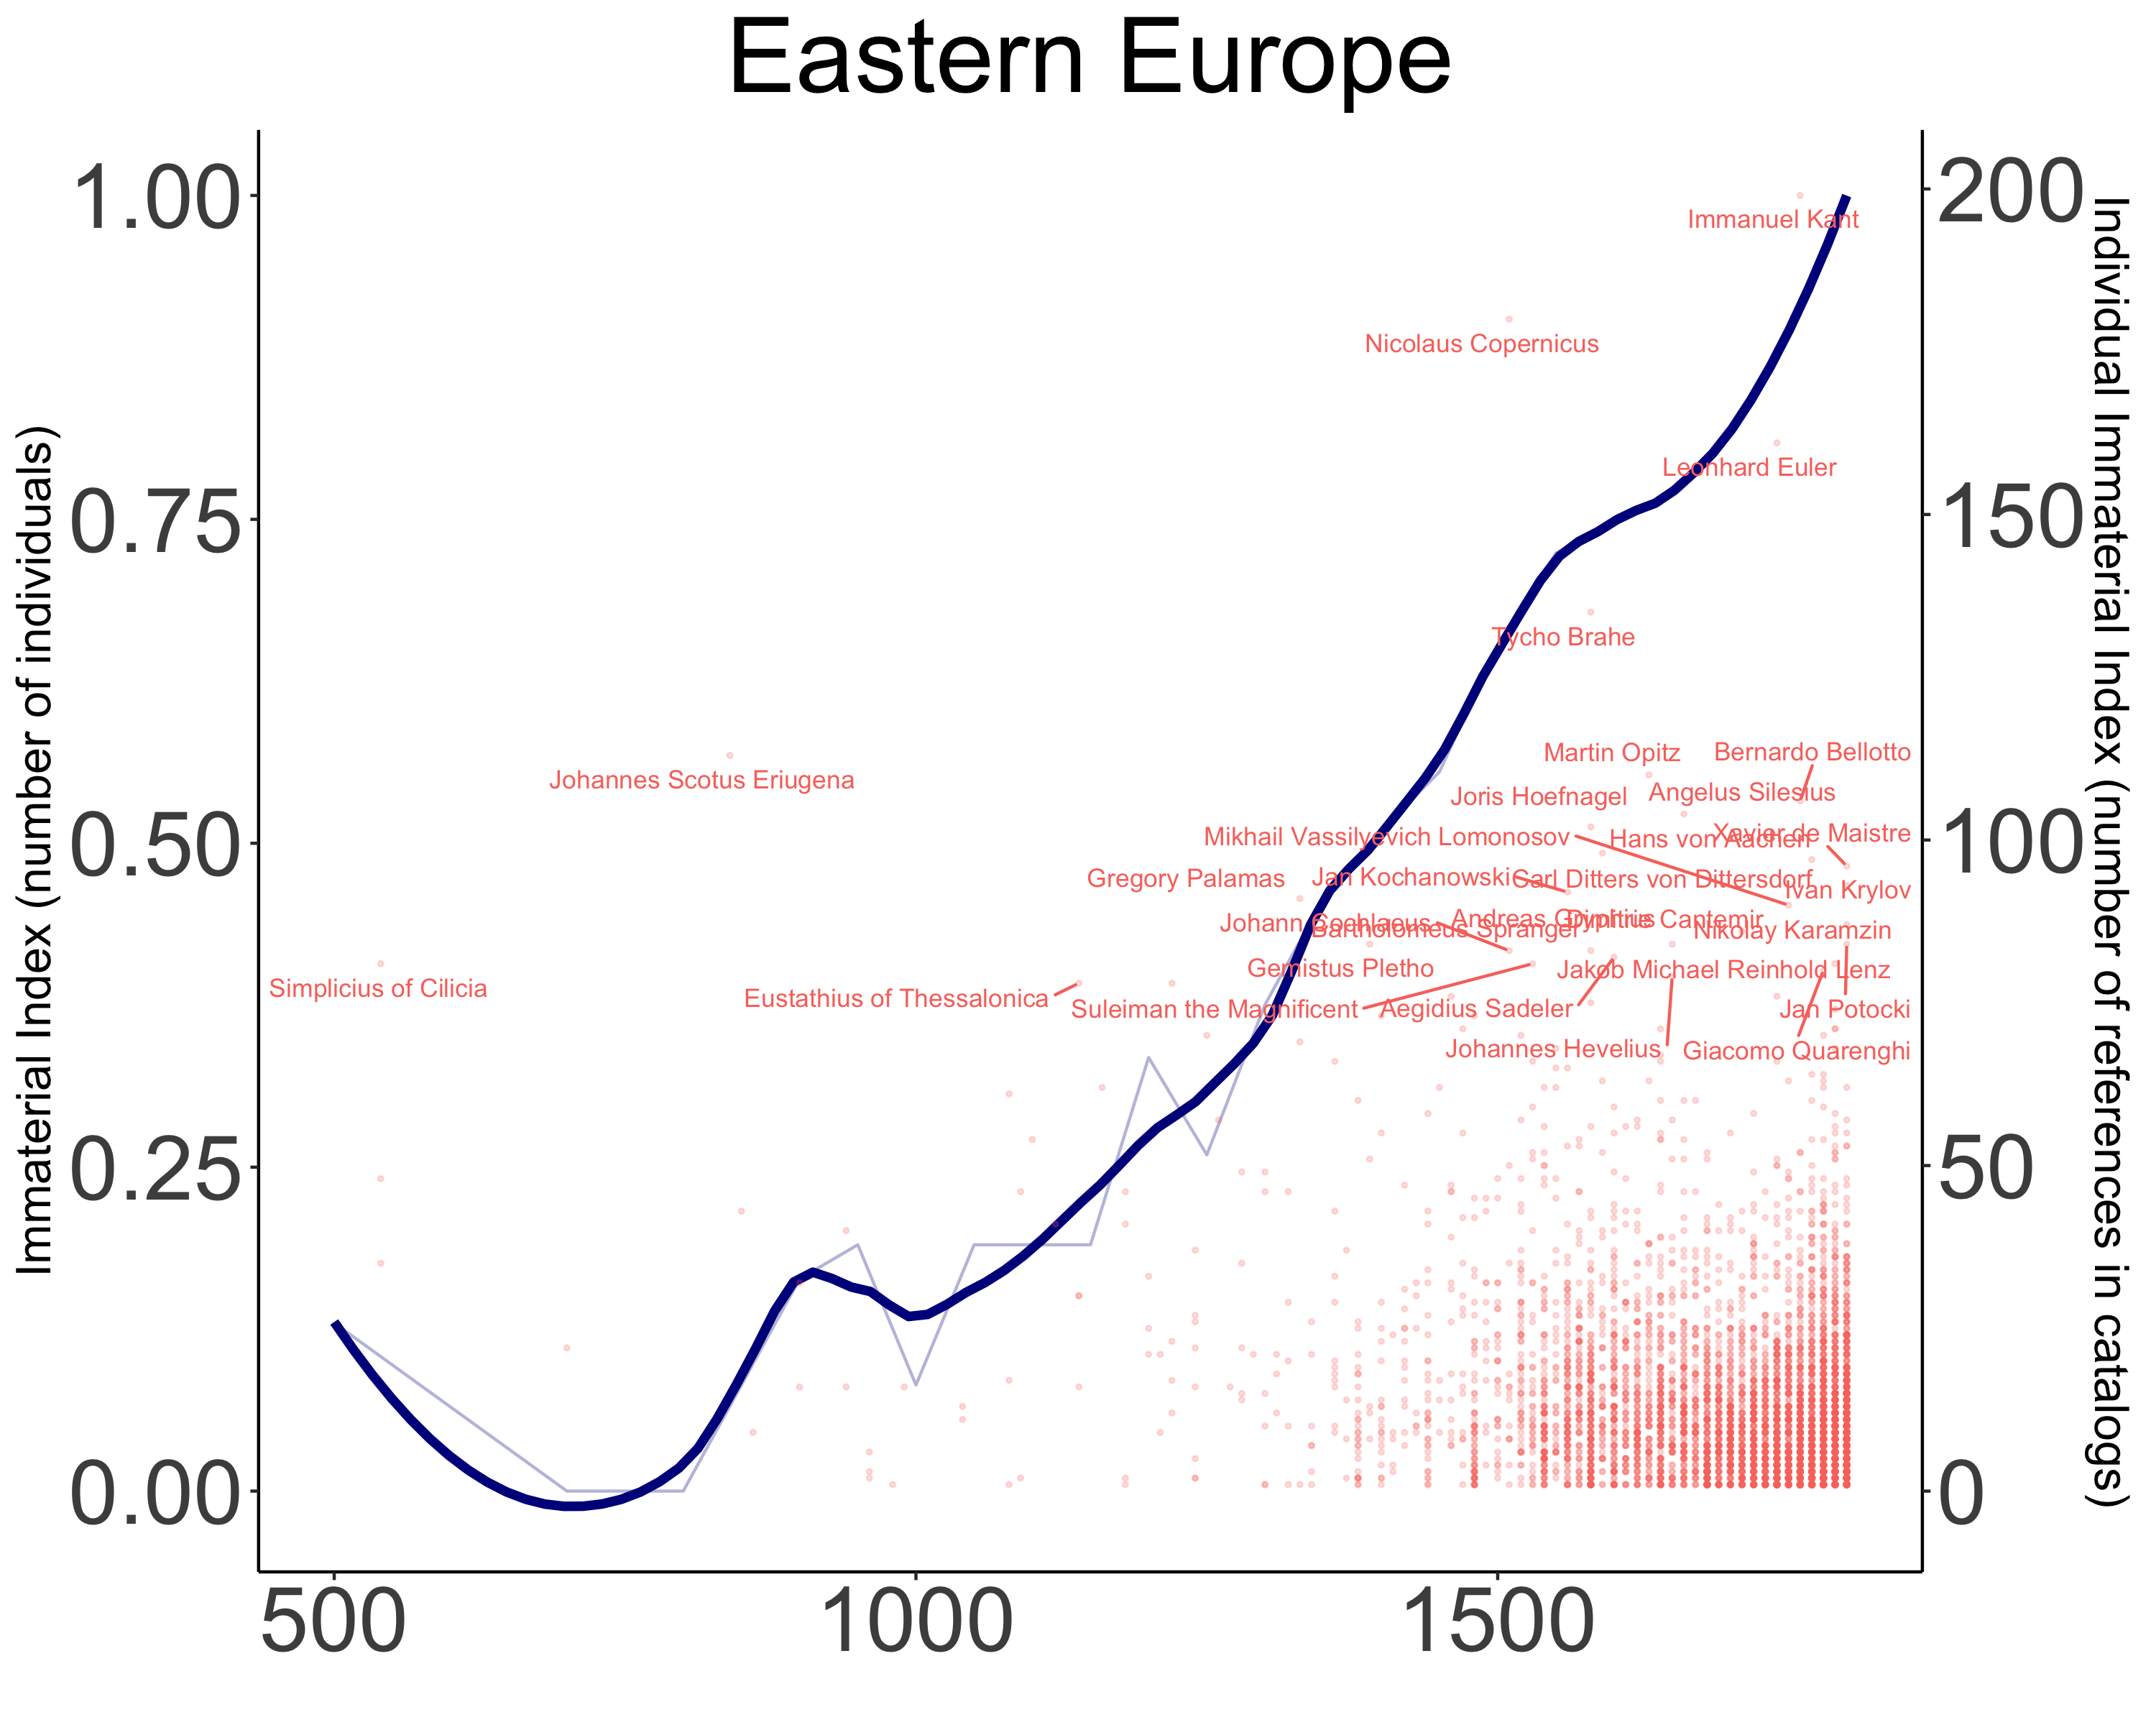 Eastern Europe
1.00
0.75
0.50
0.25
0.00
Immaterial Index (number of individuals)
200
150
100
50
0
Individual Immaterial Index (number of references in catalogs)
500
1000
1500
Immanuel Kant
Nicolaus Copernicus
Leonhard Euler
Tycho Brahe
Martin Opitz
Bernardo Bellotto
Johannes Scotus Eriugena
Joris Hoefnagel
Angelus Silesius
Mikhail Vassilyevich Lomonosov
Hans von Aachen
Xavier de Maistre
Gregory Palamas
Jan Kochanowski
Carl Ditters von Dittersdorf
Ivan Krylov
Johann Cochlaeus
Andreas Gryphius
Dimitrie Cantemir
Bartholomeus Spranger
Nikolay Karamzin
Gemistus Pletho
Jakob Michael Reinhold Lenz
Simplicius of Cilicia
Eustathius of Thessalonica
Suleiman the Magnificent
Aegidius Sadeler
Jan Potocki
Johannes Hevelius
Giacomo Quarenghi